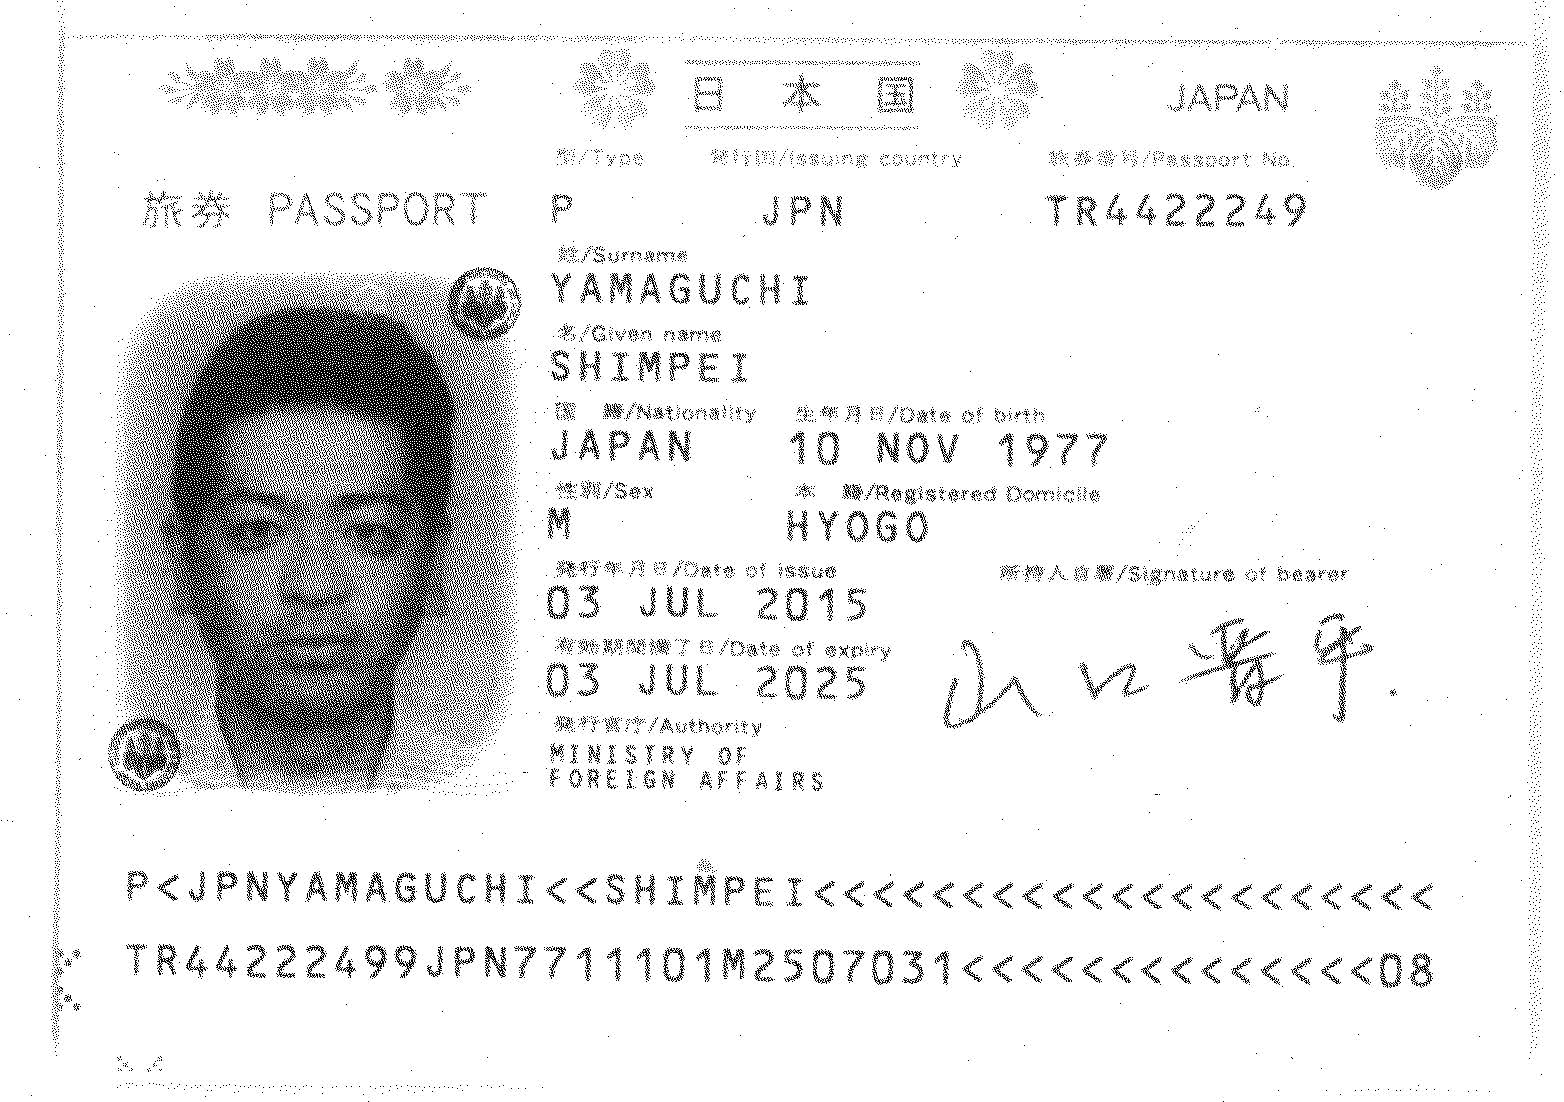 日本国 JAPAN
型/Type 発行国/Issuing country 旅券番号/Passport No.
旅券 PASSPORT P JPN TR4422249
姓/Surname
YAMAGUCHI
名/Given name
SHIMPEI
国 籍/Nationality 生年月日/Date of birth
JAPAN 10 NOV 1977
性別/Sex 本 籍/Registered Domicile
M HYOGO
発行年月日/Date of issue 所持人自署/Signature of bearer
03 JUL 2015
有効期間満了日/Date of expiry
03 JUL 2025
山口晋平.
発行官庁/Authority
MINISTRY OF
FOREIGN AFFAIRS
P<JPNYAMAGUCHI<<SHIMPEI<<<<<<<<<<<<<<<<<<<<<
TR44222499JPN7711101M2507031<<<<<<<<<<<<<<08